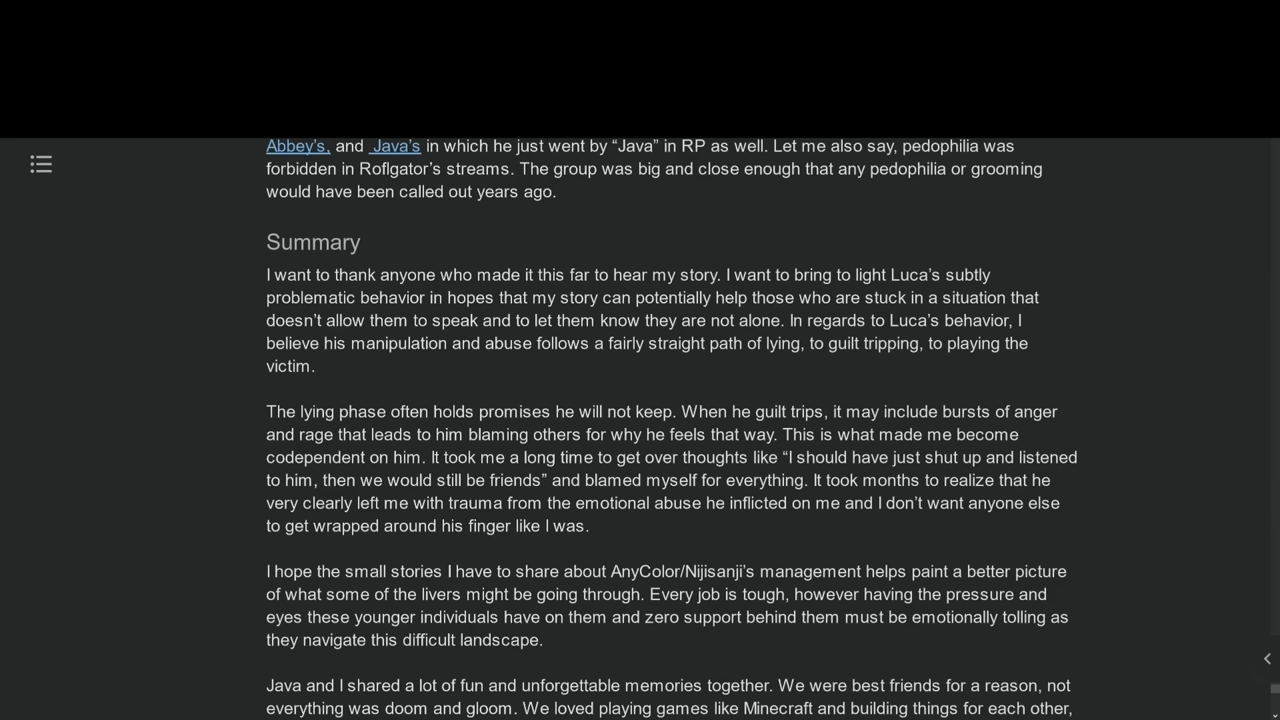 Abbey's, and Java's in which he just went by “Java” in RP as well. Let me also say, pedophilia was
forbidden in Roflgator’s streams. The group was big and close enough that any pedophilia or grooming
would have been called out years ago.
Summary
I want to thank anyone who made it this far to hear my story. I want to bring to light Luca’s subtly
problematic behavior in hopes that my story can potentially help those who are stuck in a situation that
doesn’t allow them to speak and to let them know they are not alone. In regards to Luca’s behavior, I
believe his manipulation and abuse follows a fairly straight path of lying, to guilt tripping, to playing the
victim.
The lying phase often holds promises he will not keep. When he guilt trips, it may include bursts of anger
and rage that leads to him blaming others for why he feels that way. This is what made me become
codependent on him. It took me a long time to get over thoughts like “I should have just shut up and listened
to him, then we would still be friends” and blamed myself for everything. It took months to realize that he
very clearly left me with trauma from the emotional abuse he inflicted on me and I don’t want anyone else
to get wrapped around his finger like I was.
I hope the small stories I have to share about AnyColor/Nijisanji’s management helps paint a better picture
of what some of the livers might be going through. Every job is tough, however having the pressure and
eyes these younger individuals have on them and zero support behind them must be emotionally tolling as
they navigate this difficult landscape.
Java and I shared a lot of fun and unforgettable memories together. We were best friends for a reason, not
everything was doom and gloom. We loved playing games like Minecraft and building things for each other,